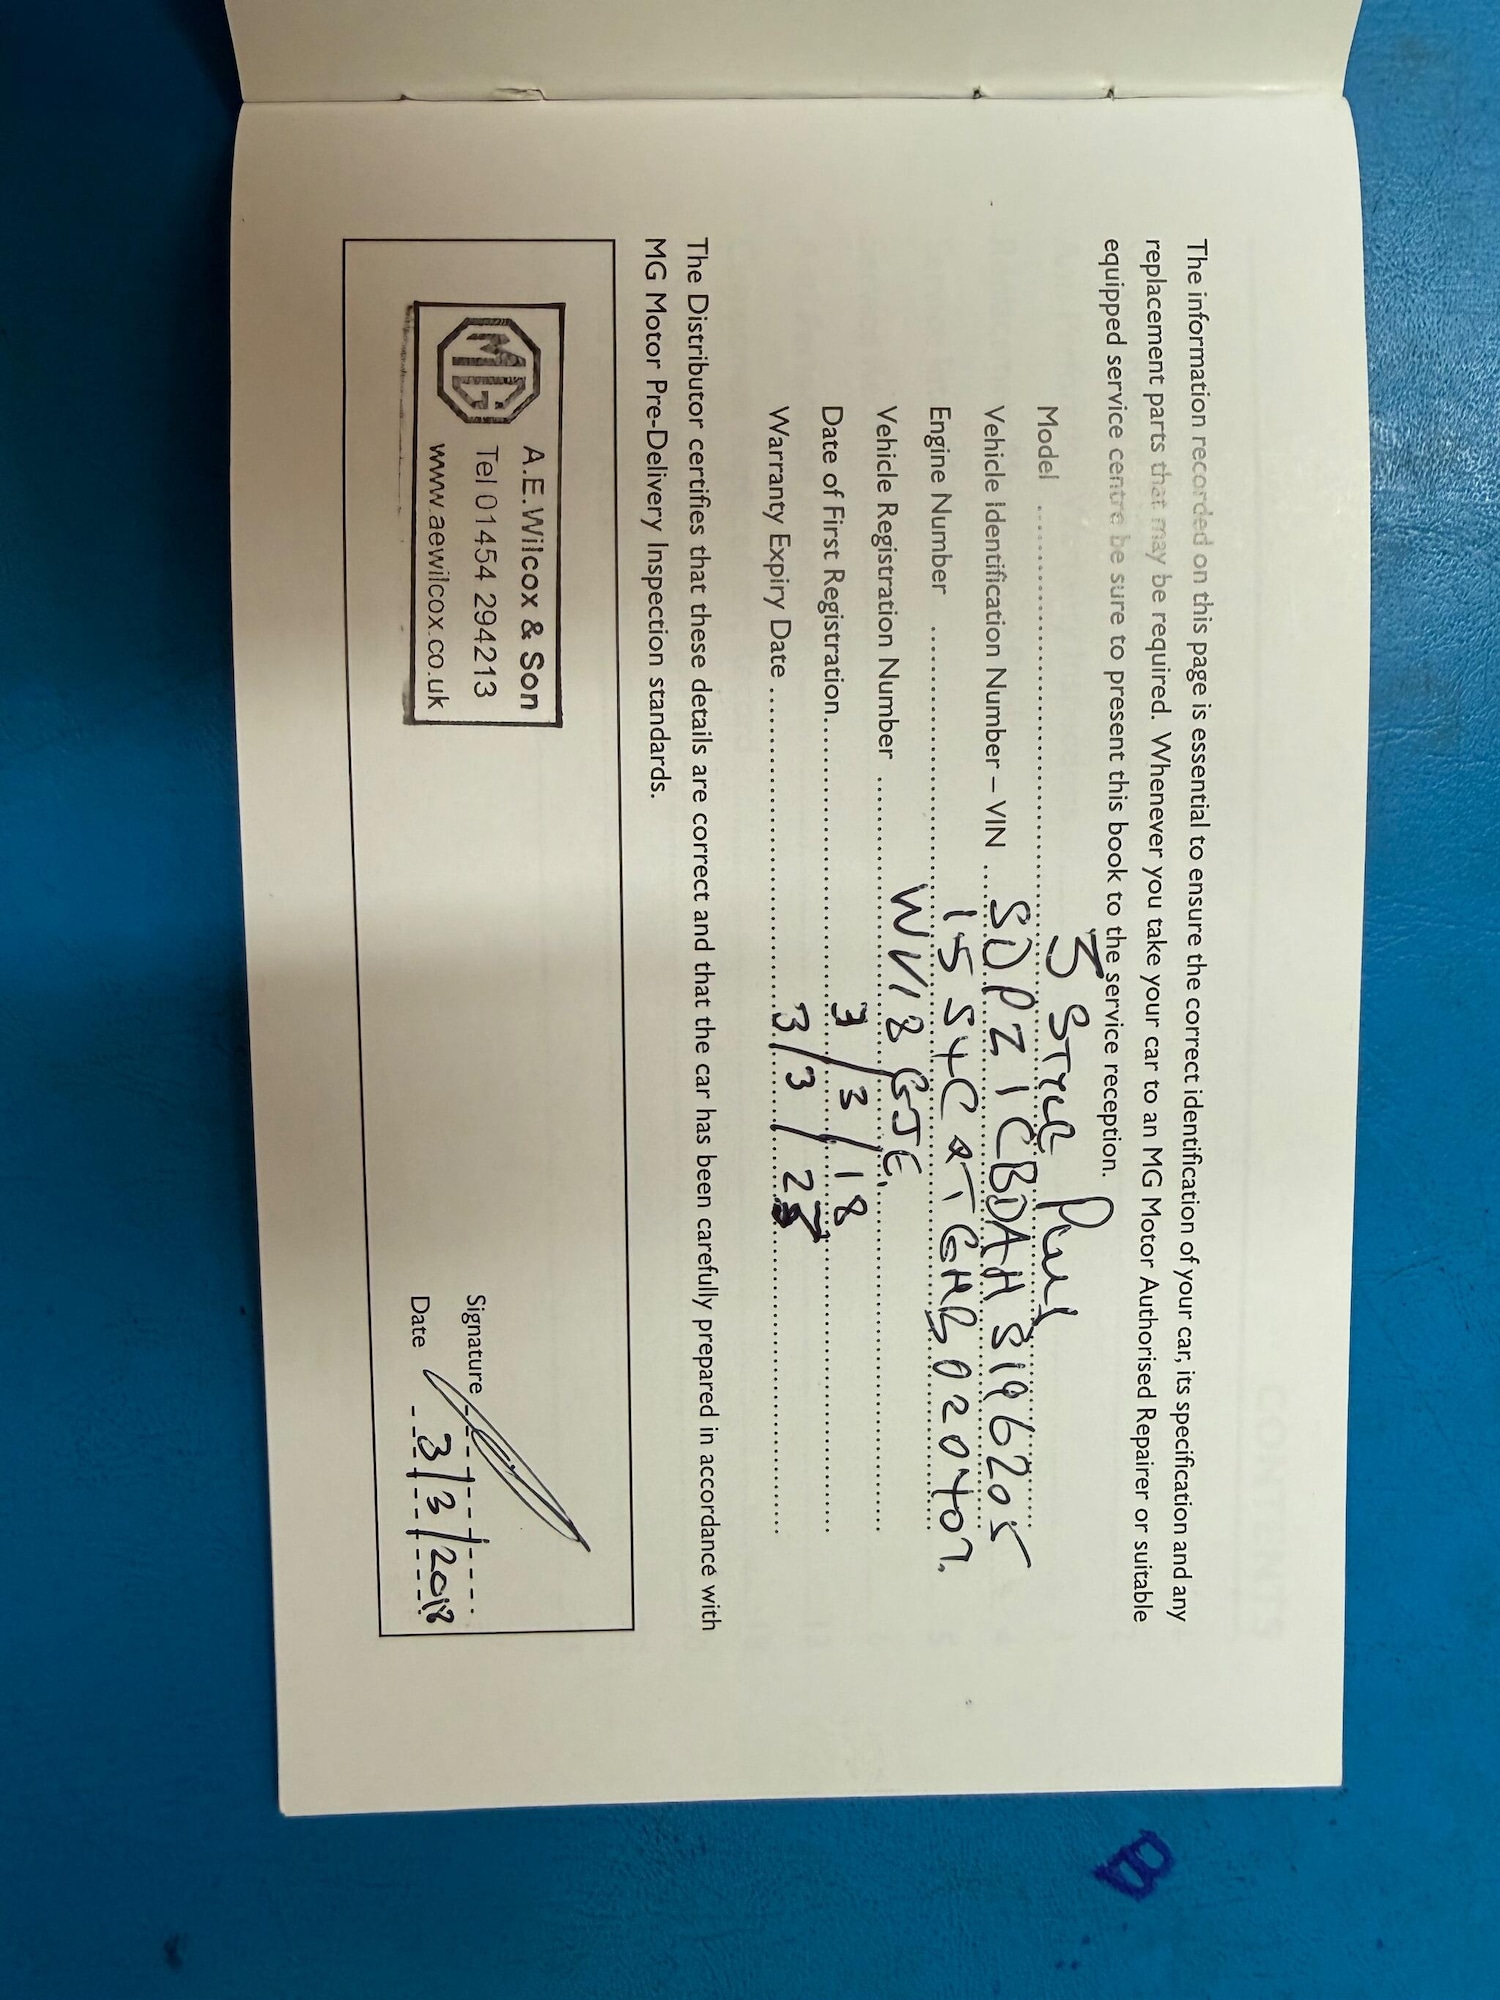 The information recorded on this page is essential to ensure the correct identification of your car, its specification and any
replacement parts that may be required. Whenever you take your car to an MG Motor Authorised Repairer or suitable
equipped service centre be sure to present this book to the service reception.
Model 3 STYLE Plus
Vehicle Identification Number – VIN SDPZ1CBDAHS196205
Engine Number 15S4C
Vehicle Registration Number WV18 GJE.
Date of First Registration 3/3/18
Warranty Expiry Date 3/3/
The Distributor certifies that these details are correct and that the car has been carefully prepared in accordance with
MG Motor Pre-Delivery Inspection standards.
MG
A.E.Wilcox & Son
Tel 01454 294213
www.aewilcox.co.uk
Signature
Date 3/3/2018
CONTENTS
B